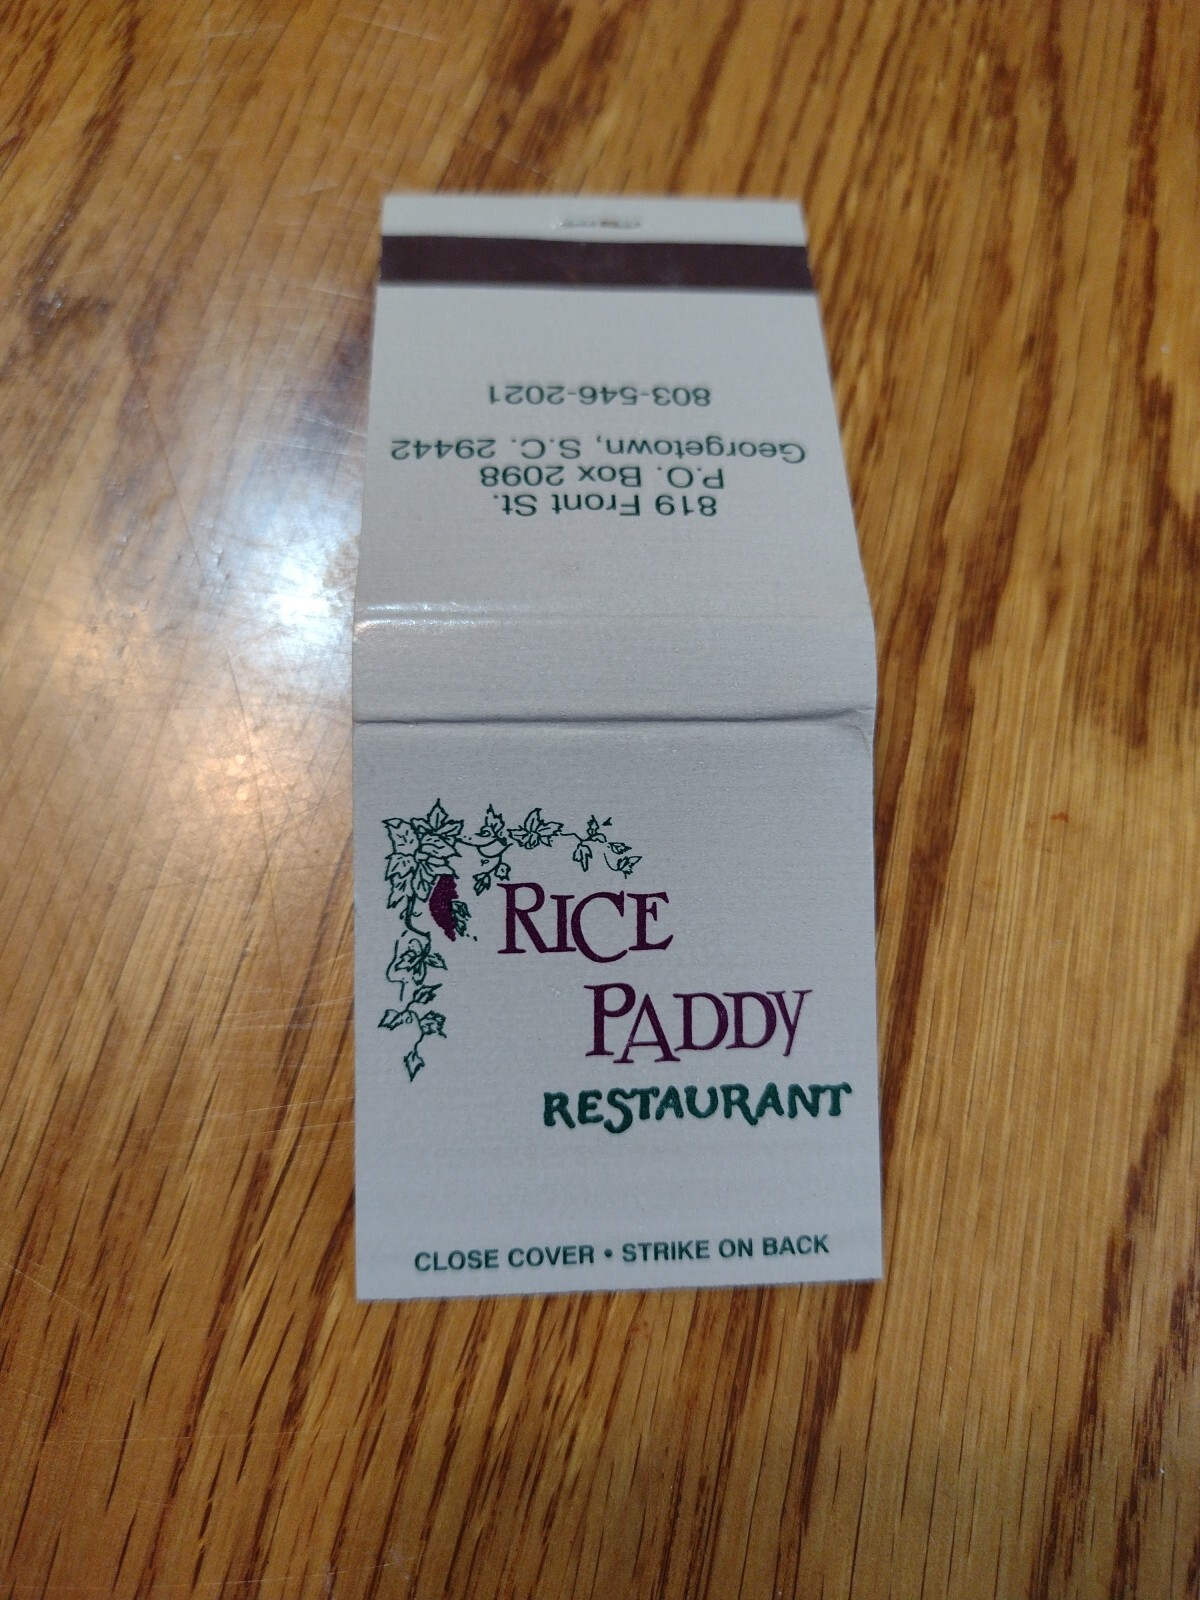 RICE
PADDY
RESTAURANT
CLOSE COVER • STRIKE ON BACK
819 Front St.
P.O. Box 2098
Georgetown, S.C. 29442
803-546-2021